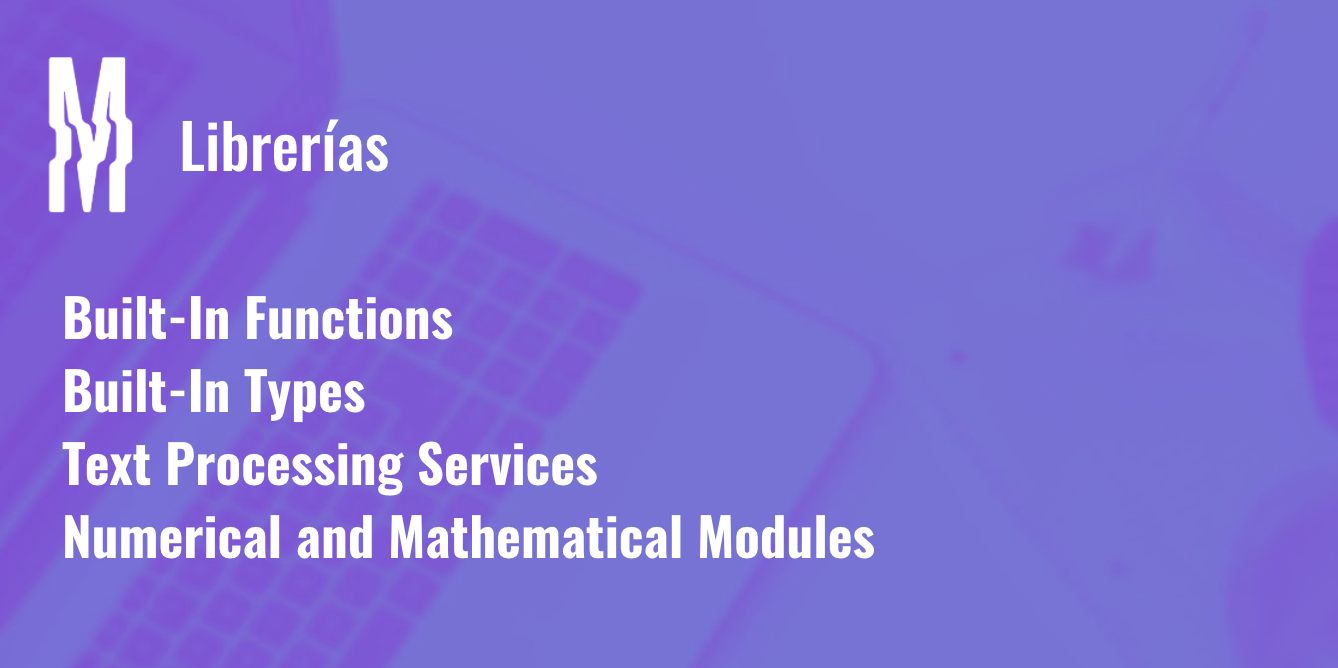 M
Librerías
Built-In Functions
Built-In Types
Text Processing Services
Numerical and Mathematical Modules